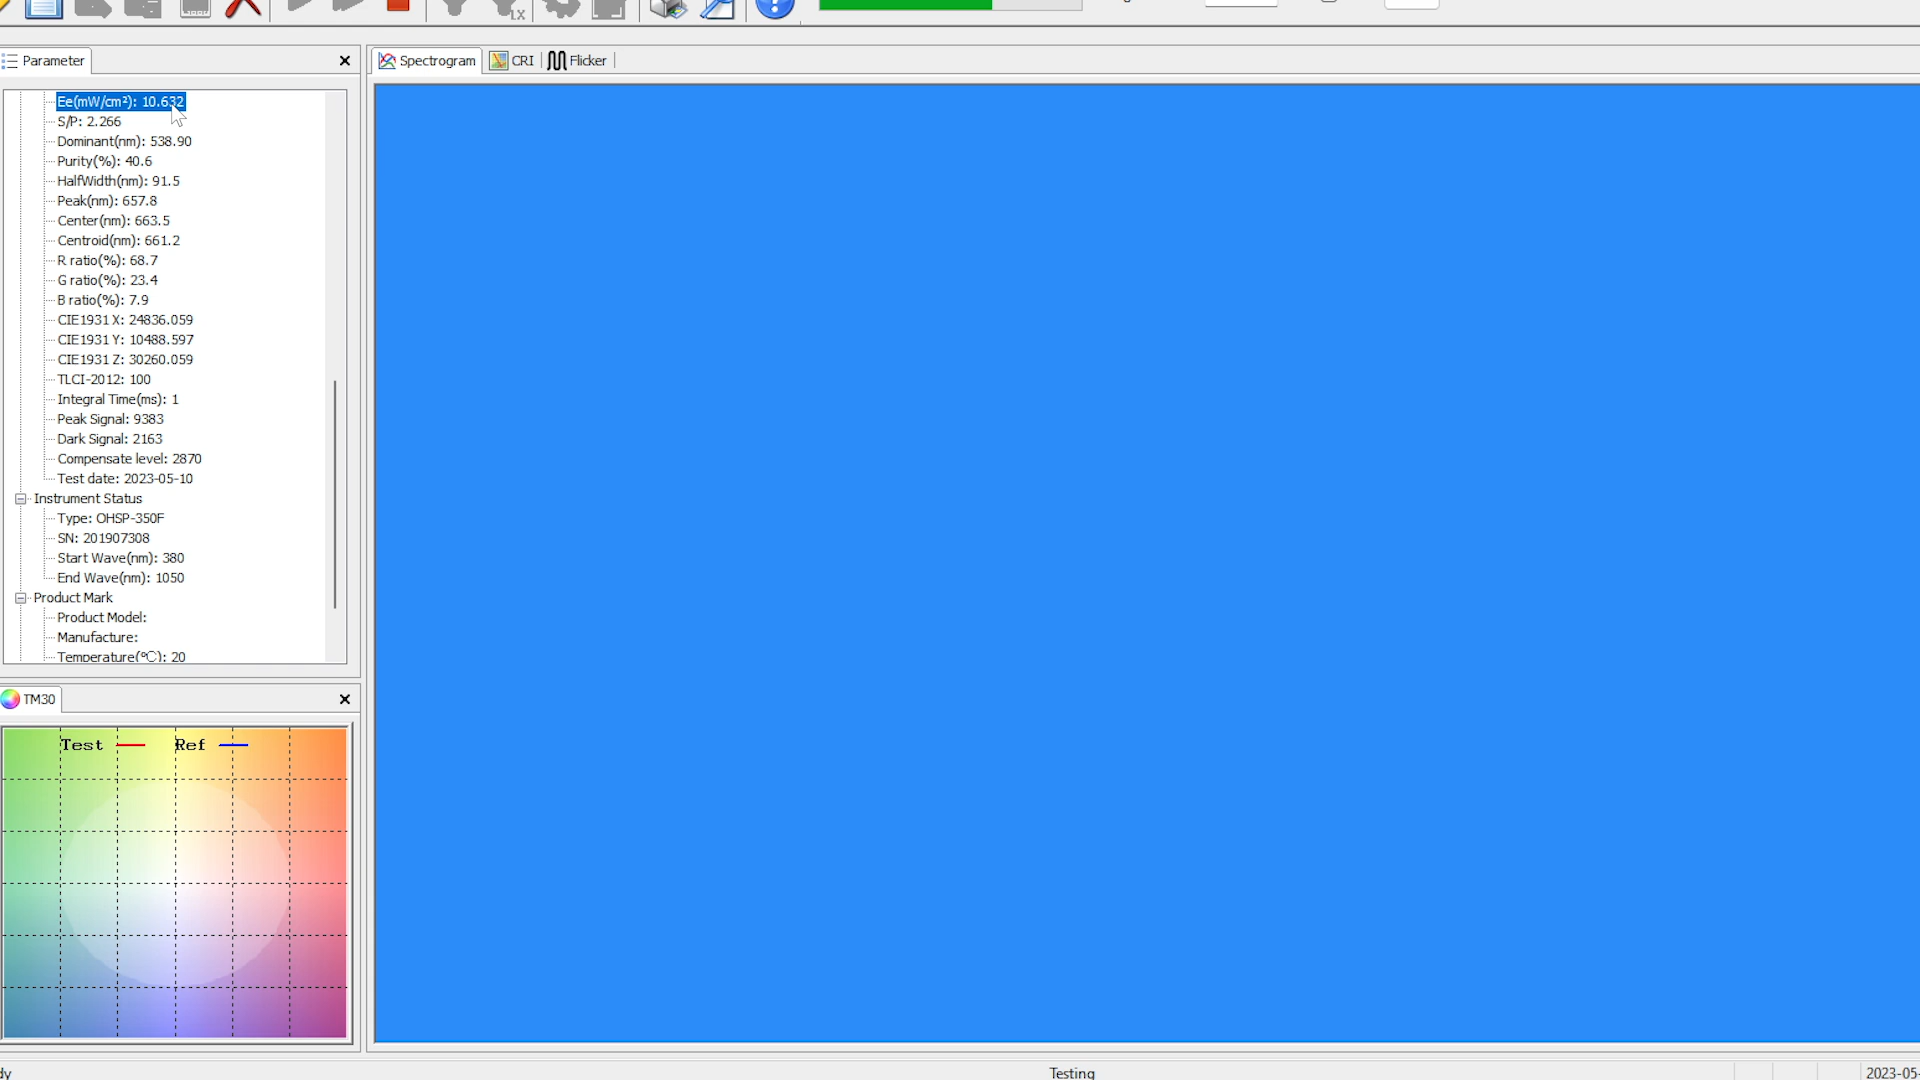 LX
Parameter
Spectrogram
CRI
Flicker
Ee(mW/cm²): 10.632
S/P: 2.266
Dominant(nm): 538.90
Purity(%): 40.6
HalfWidth(nm): 91.5
Peak(nm): 657.8
Center(nm): 663.5
Centroid(nm): 661.2
R ratio(%): 68.7
G ratio(%): 23.4
B ratio(%): 7.9
CIE1931 X: 24836.059
CIE1931 Y: 10488.597
CIE1931 Z: 30260.059
TLCI-2012: 100
Integral Time(ms): 1
Peak Signal: 9383
Dark Signal: 2163
Compensate level: 2870
Test date: 2023-05-10
Instrument Status
Type: OHSP-350F
SN: 201907308
Start Wave(nm): 380
End Wave(nm): 1050
Product Mark
Product Model:
Manufacture:
Temperature(℃): 20
TM30
Test
Ref
dy
Testing
2023-05-